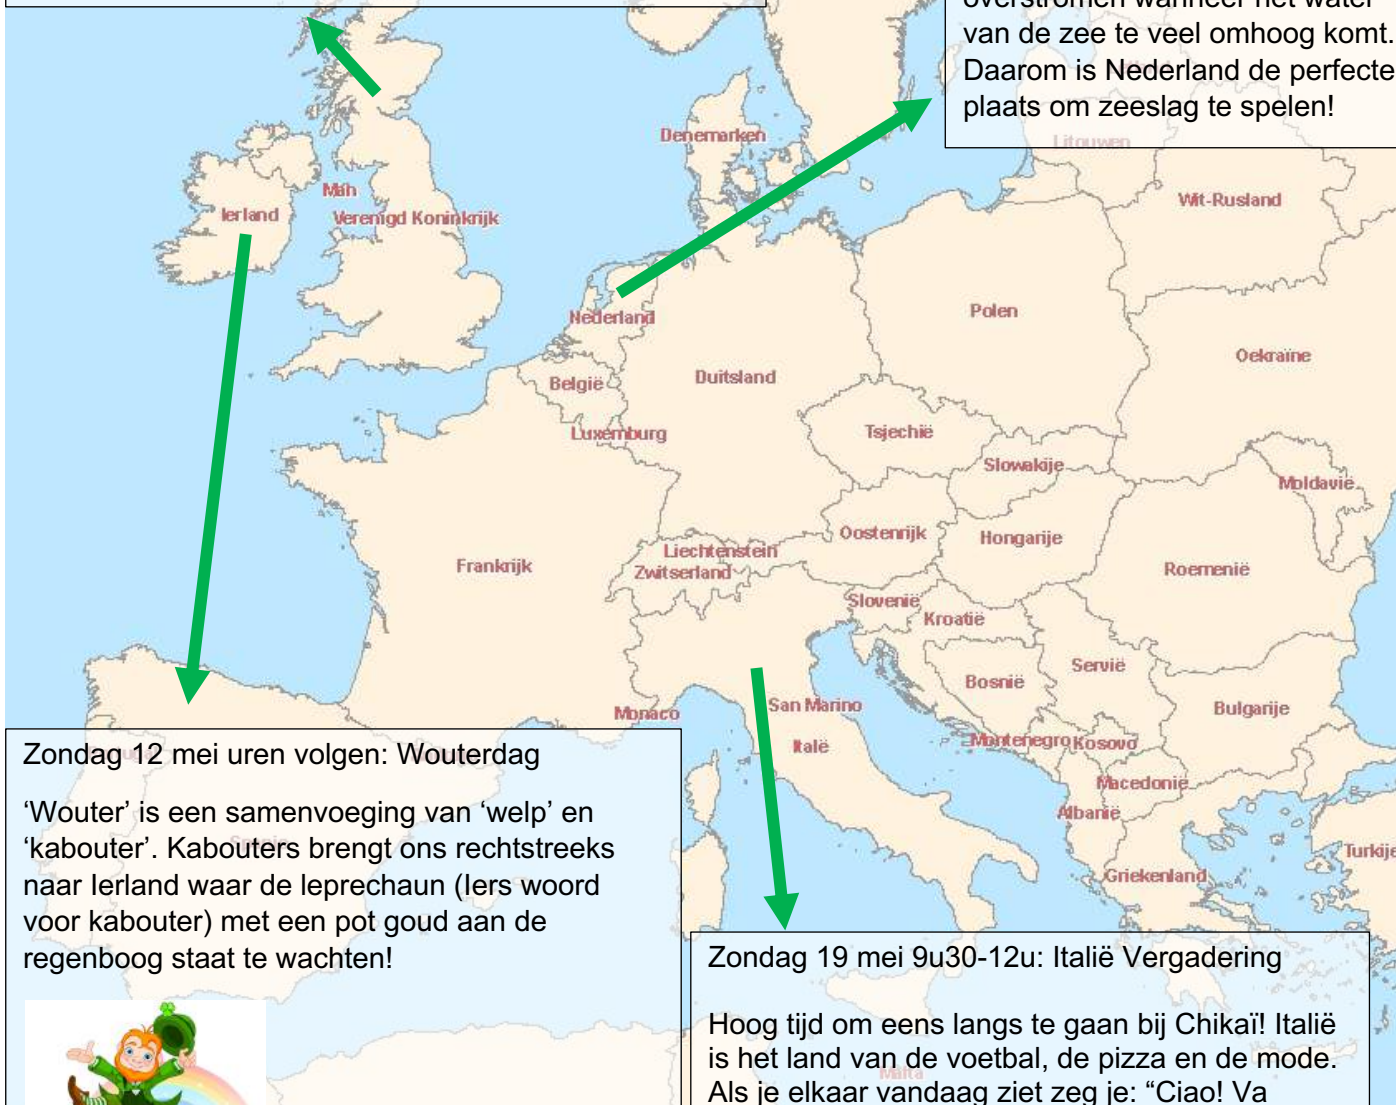 overstromen wanneer het water
van de zee te veel omhoog komt.
Daarom is Nederland de perfecte
plaats om zeeslag te spelen!
Denemarken
Litouwen
Wit-Rusland
Man
Ierland
Verenigd Koninkrijk
Nederland
Polen
Oekraïne
België
Duitsland
Luxemburg
Tsjechië
Slowakije
Moldavië
Oostenrijk
Hongarije
Liechtenstein
Zwitserland
Frankrijk
Roemenië
Slovenië
Kroatië
Servië
Bosnië
Monaco
San Marino
Bulgarije
Italë
Montenegro
Kosovo
Macedonië
Albanië
Turkije
Griekenland
Malta
Zondag 12 mei uren volgen: Wouterdag
‘Wouter’ is een samenvoeging van ‘welp’ en
‘kabouter’. Kabouters brengt ons rechtstreeks
naar Ierland waar de leprechaun (Iers woord
voor kabouter) met een pot goud aan de
regenboog staat te wachten!
Zondag 19 mei 9u30-12u: Italië Vergadering
Hoog tijd om eens langs te gaan bij Chikaï! Italië
is het land van de voetbal, de pizza en de mode.
Als je elkaar vandaag ziet zeg je: “Ciao! Va